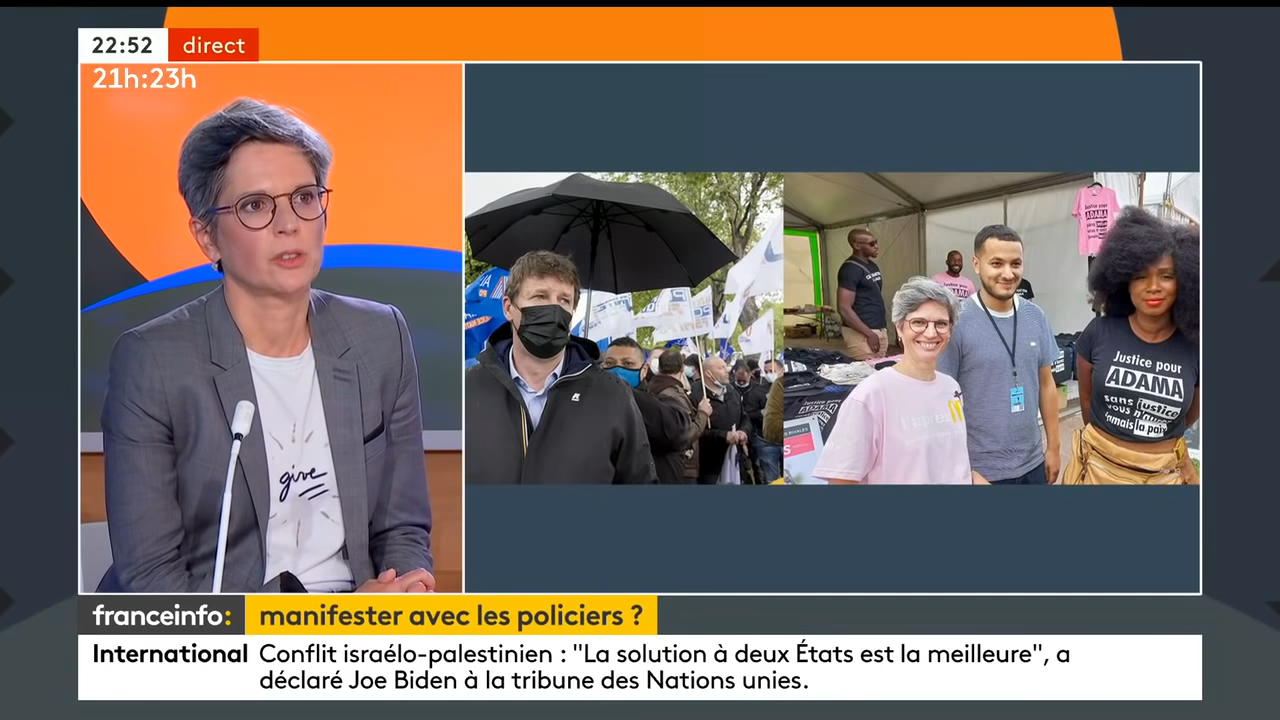 22:52 direct
21h:23h
give
Justice pour
ADAMA
Justice pour
ADAMA
sans justice
vous n'aurez
jamais la paix
franceinfo: manifester avec les policiers ?
International Conflit israélo-palestinien : "La solution à deux États est la meilleure", a
déclaré Joe Biden à la tribune des Nations unies.